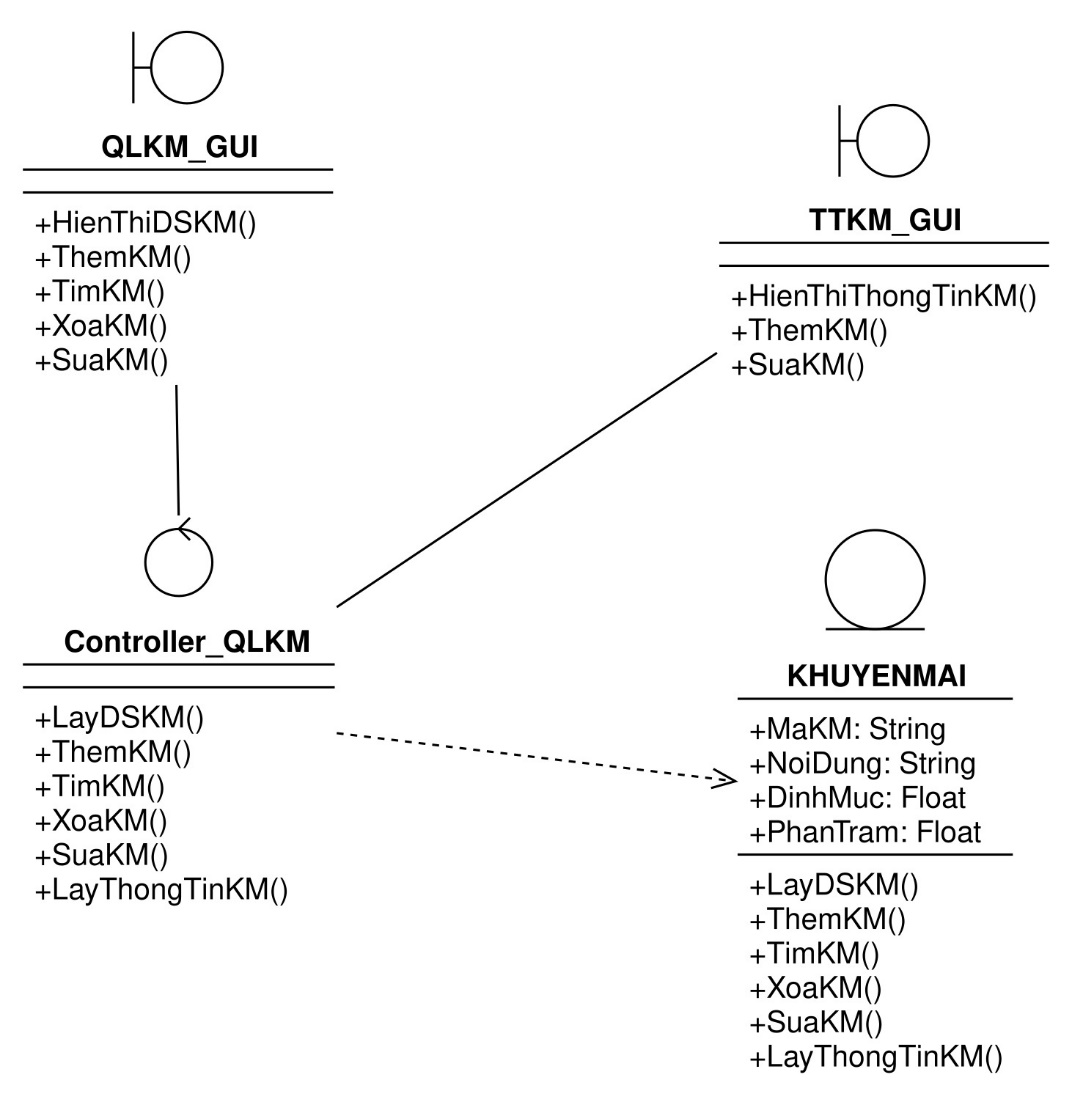 QLKM_GUI
+HienThiDSKM()
+ThemKM()
+TimKM()
+XoaKM()
+SuaKM()
TTKM_GUI
+HienThiThongTinKM()
+ThemKM()
+SuaKM()
Controller_QLKM
+LayDSKM()
+ThemKM()
+TimKM()
+XoaKM()
+SuaKM()
+LayThongTinKM()
KHUYENMAI
+MaKM: String
+NoiDung: String
+DinhMuc: Float
+PhanTram: Float
+LayDSKM()
+ThemKM()
+TimKM()
+XoaKM()
+SuaKM()
+LayThongTinKM()